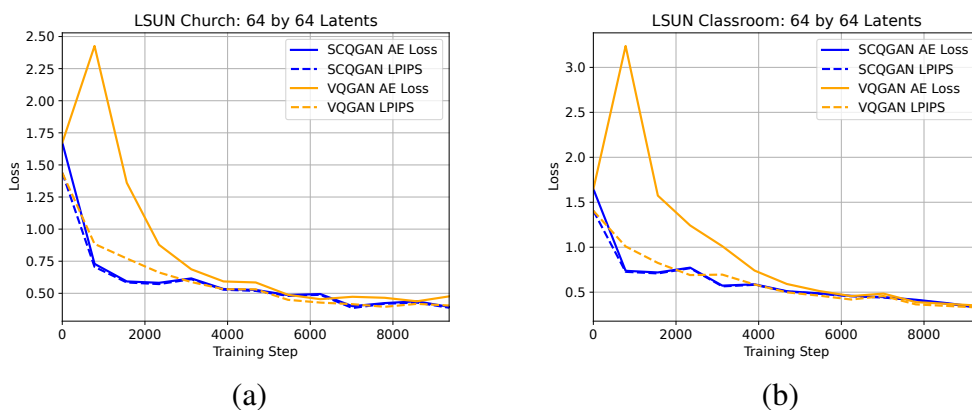 LSUN Church: 64 by 64 Latents
2.50
2.25
2.00
1.75
1.50
1.25
1.00
0.75
0.50
Loss
SCQGAN AE Loss
SCQGAN LPIPS
VQGAN AE Loss
VQGAN LPIPS
0 2000 4000 6000 8000
Training Step
(a)
LSUN Classroom: 64 by 64 Latents
3.0
2.5
2.0
1.5
1.0
0.5
Loss
SCQGAN AE Loss
SCQGAN LPIPS
VQGAN AE Loss
VQGAN LPIPS
0 2000 4000 6000 8000
Training Step
(b)